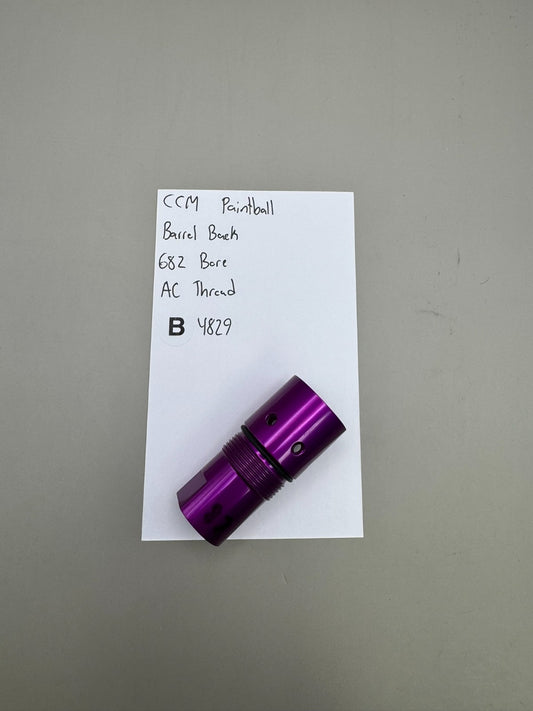 CCM Paintball
Barrel Back
682 Bore
AC Thread
B 4829